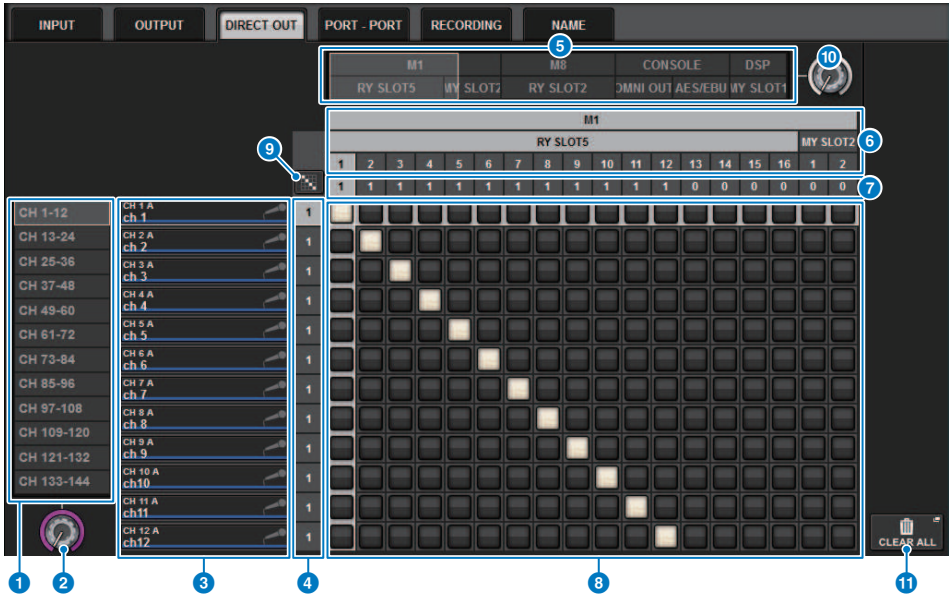 INPUT OUTPUT DIRECT OUT PORT - PORT RECORDING NAME
5
M1 M8 CONSOLE DSP
10
RY SLOT5 MY SLOT2 RY SLOT2 OMNI OUT AES/EBU MY SLOT1
M1
RY SLOT5 MY SLOT2
6
9
1 2 3 4 5 6 7 8 9 10 11 12 13 14 15 16 1 2
1 1 1 1 1 1 1 1 1 1 1 1 0 0 0 0 0 0
7
CH 1-12
CH 13-24
CH 25-36
CH 37-48
CH 49-60
CH 61-72
CH 73-84
CH 85-96
CH 97-108
CH 109-120
CH 121-132
CH 133-144
CH 1 A
ch 1
1
CH 2 A
ch 2
1
CH 3 A
ch 3
1
CH 4 A
ch 4
1
CH 5 A
ch 5
1
CH 6 A
ch 6
1
CH 7 A
ch 7
1
CH 8 A
ch 8
1
CH 9 A
ch 9
1
CH 10 A
ch10
1
CH 11 A
ch11
1
CH 12 A
ch12
1
CLEAR ALL
1 2 3 4 8 11